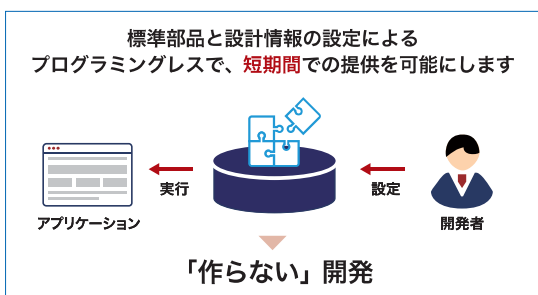 標準部品と設計情報の設定による
プログラミングレスで、短期間での提供を可能にします
実行
設定
アプリケーション
開発者
「作らない」開発